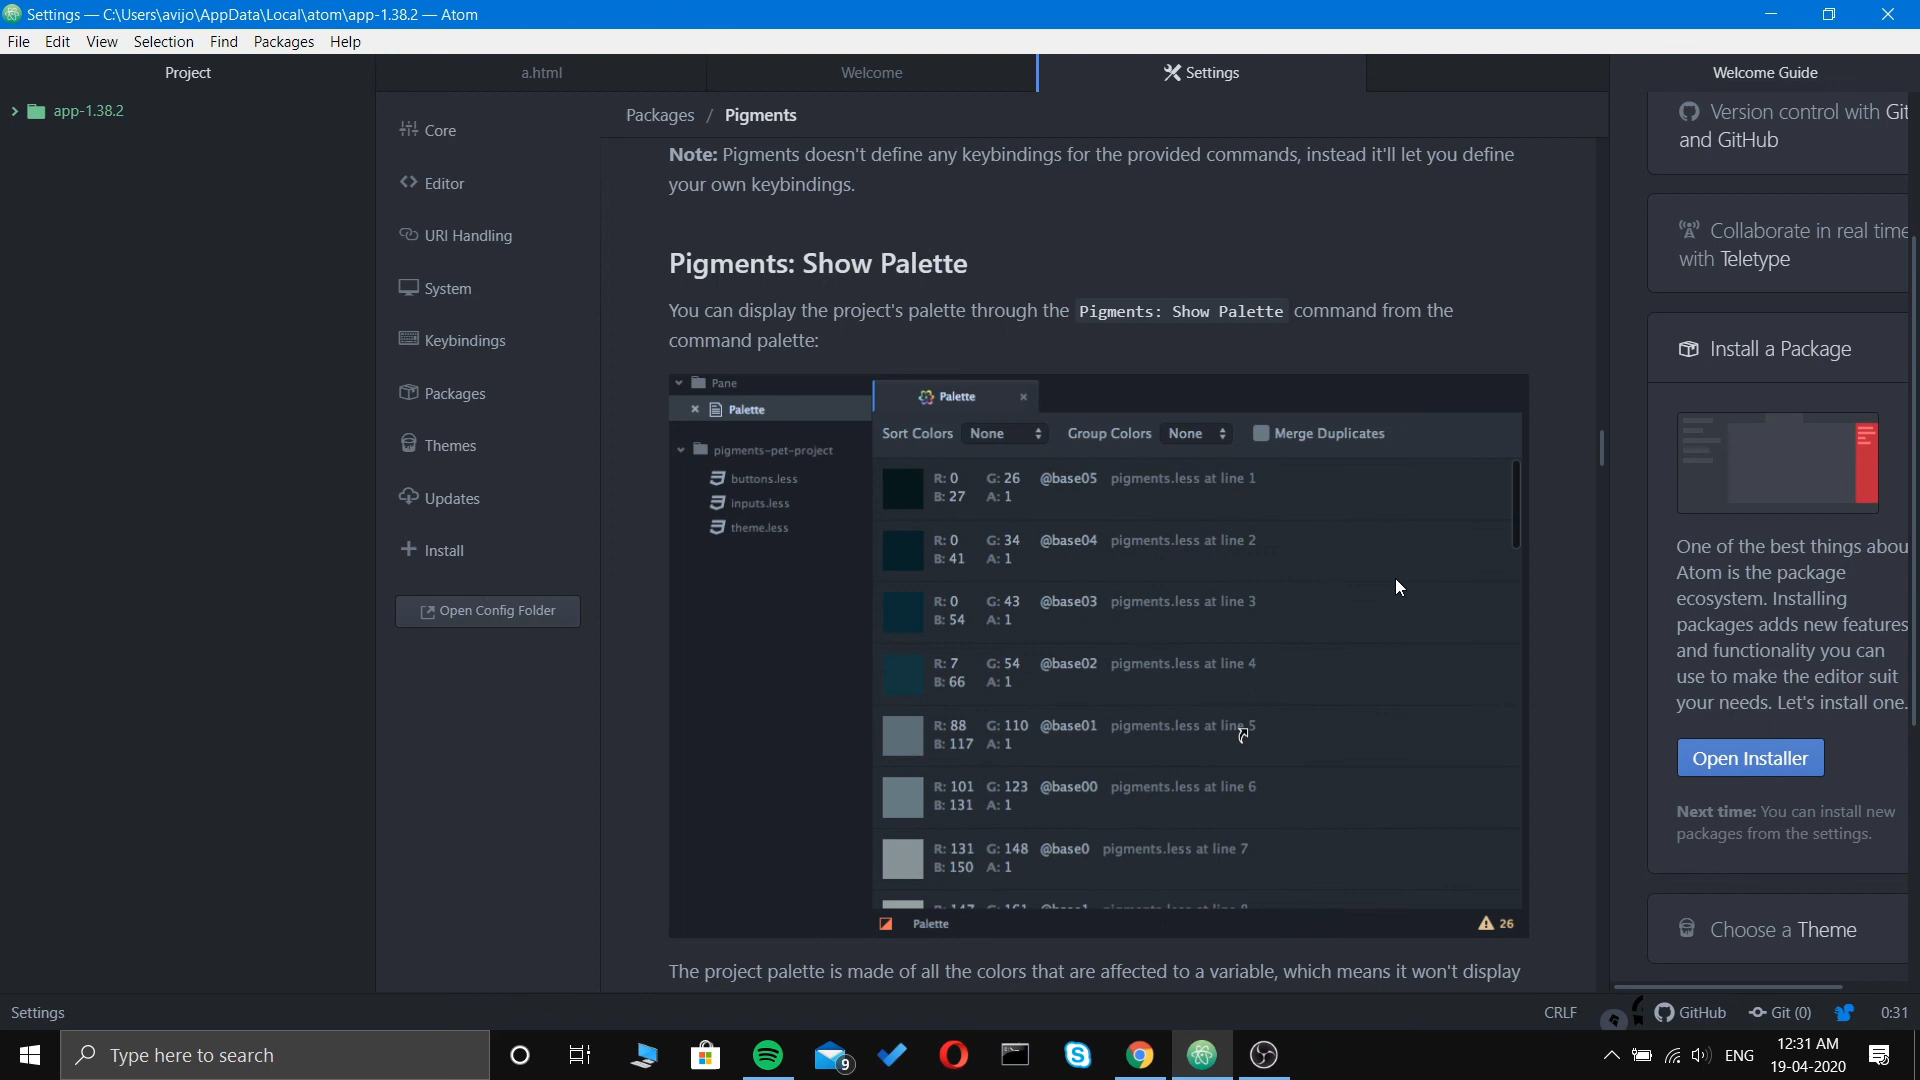 Settings — C:\Users\avijo\AppData\Local\atom\app-1.38.2 — Atom
File Edit View Selection Find Packages Help
Project
a.html
Welcome
Settings
Welcome Guide
app-1.38.2
Core
Editor
URI Handling
System
Keybindings
Packages
Themes
Updates
Install
Open Config Folder
Packages / Pigments
Note: Pigments doesn't define any keybindings for the provided commands, instead it'll let you define
your own keybindings.
Pigments: Show Palette
You can display the project's palette through the Pigments: Show Palette command from the
command palette:
Pane
Palette
pigments-pet-project
buttons.less
inputs.less
theme.less
Palette
Sort Colors None Group Colors None Merge Duplicates
R: 0 G: 26 @base05 pigments.less at line 1
B: 27 A: 1
R: 0 G: 34 @base04 pigments.less at line 2
B: 41 A: 1
R: 0 G: 43 @base03 pigments.less at line 3
B: 54 A: 1
R: 7 G: 54 @base02 pigments.less at line 4
B: 66 A: 1
R: 88 G: 110 @base01 pigments.less at line 5
B: 117 A: 1
R: 101 G: 123 @base00 pigments.less at line 6
B: 131 A: 1
R: 131 G: 148 @base0 pigments.less at line 7
B: 150 A: 1
Palette 26
The project palette is made of all the colors that are affected to a variable, which means it won't display
Version control with Git
and GitHub
Collaborate in real time
with Teletype
Install a Package
One of the best things abou
Atom is the package
ecosystem. Installing
packages adds new features
and functionality you can
use to make the editor suit
your needs. Let's install one.
Open Installer
Next time: You can install new
packages from the settings.
Choose a Theme
Settings
CRLF GitHub Git (0) 0:31
Type here to search
9
ENG
12:31 AM
19-04-2020